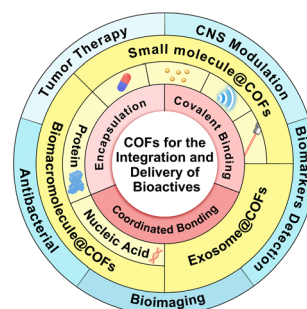 Tumor Therapy
CNS Modulation
Biomarkers Detection
Bioimaging
Antibacterial
Small molecule@COFs
Biomacromolecule@COFs
Exosome@COFs
Protein
Nucleic Acid
Encapsulation
Covalent Binding
Coordinated Bonding
COFs for the
Integration and
Delivery of
Bioactives